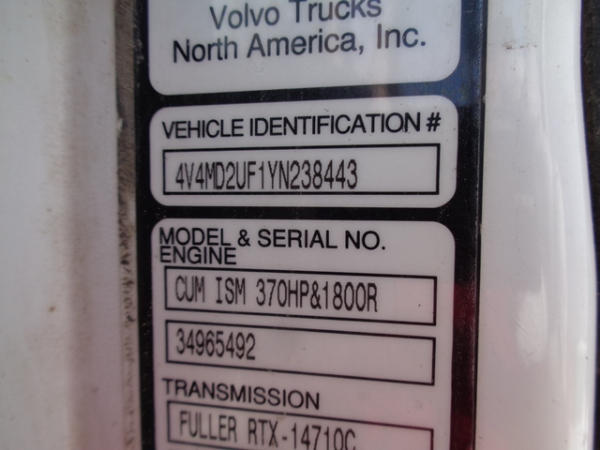 Volvo Trucks
North America, Inc.
VEHICLE IDENTIFICATION #
4V4MD2UF1YN238443
MODEL & SERIAL NO.
ENGINE
CUM ISM 370HP&1800R
34965492
TRANSMISSION
FULLER RTX-14710C